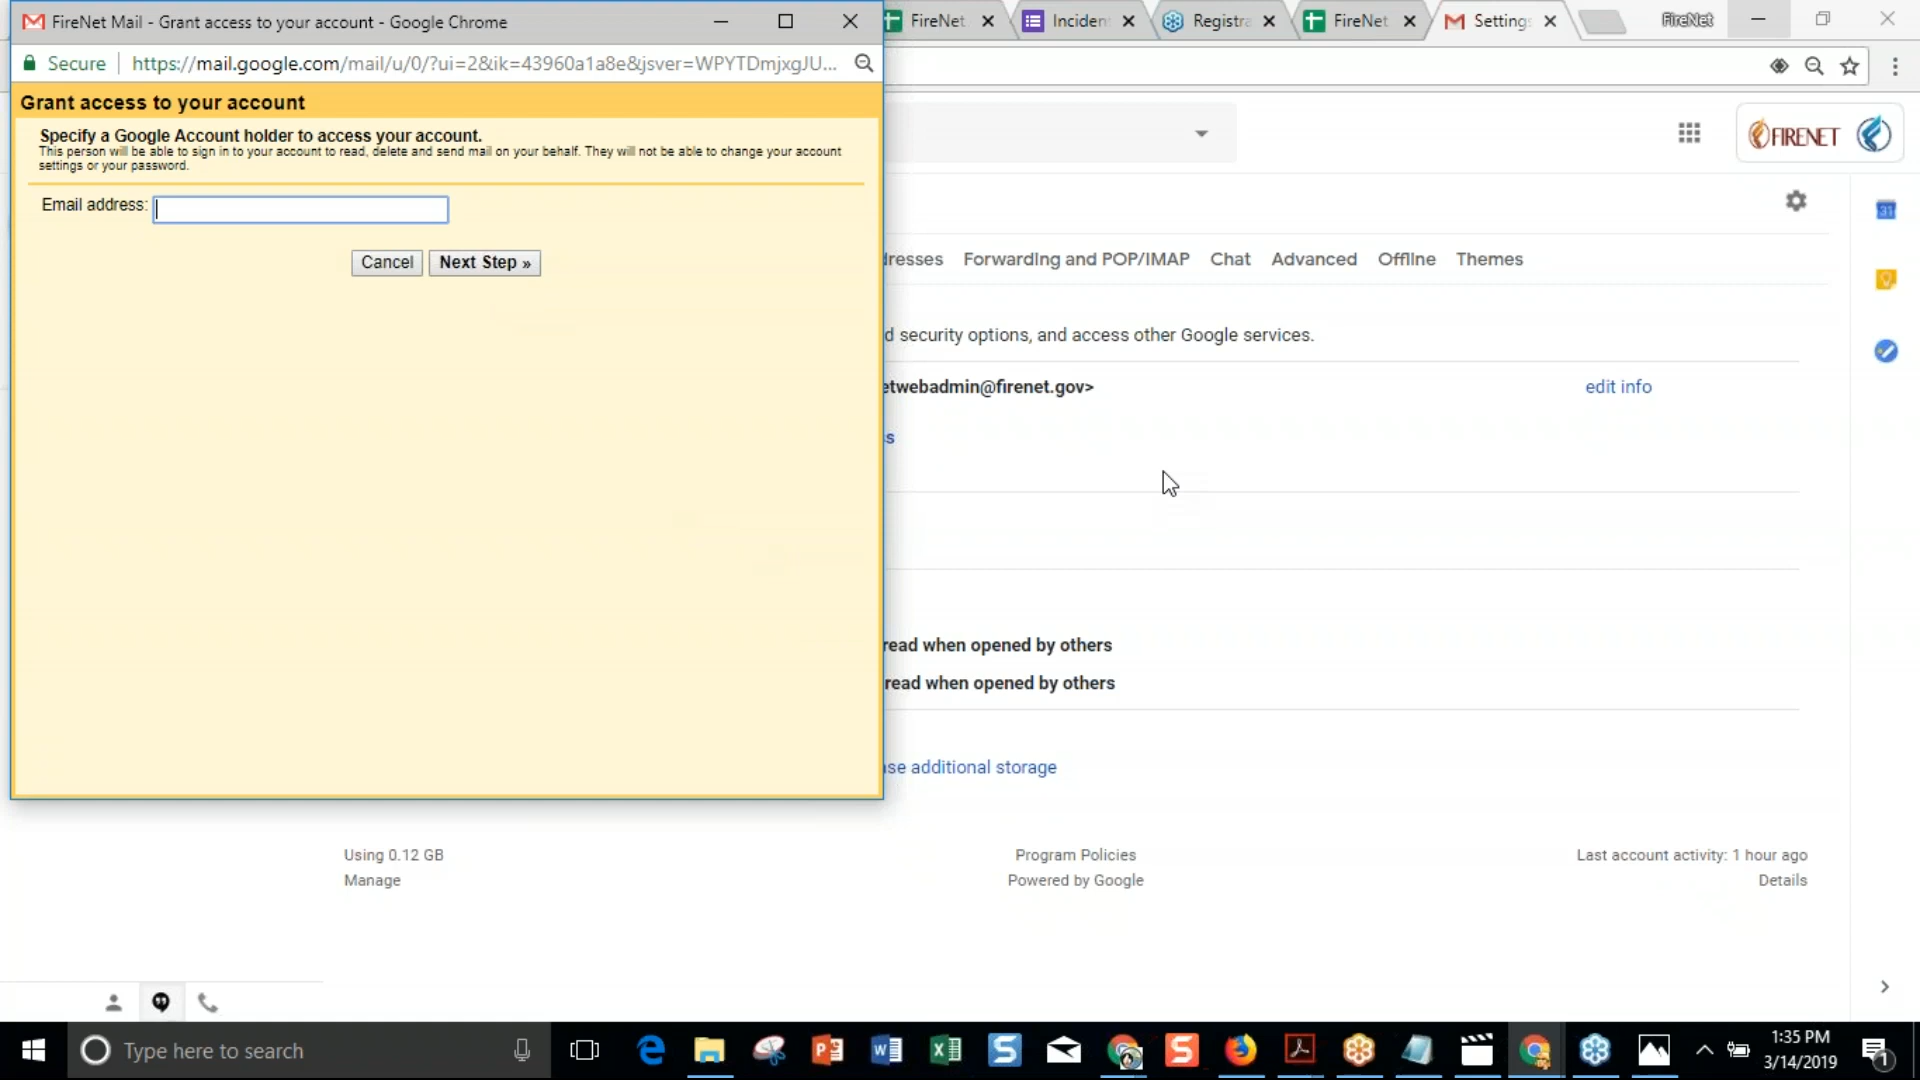 FireNet Mail - Grant access to your account - Google Chrome
FireNet
Inciden
Registra
FireNet
Setting
FireNet
Secure
https://mail.google.com/mail/u/0/?ui=2&ik=43960a1a8e&jsver=WPYTDmjxgJU...
Grant access to your account
Specify a Google Account holder to access your account.
This person will be able to sign in to your account to read, delete and send mail on your behalf. They will not be able to change your account
settings or your password.
Email address:
Cancel
Next Step »
FIRENET
31
dresses
Forwarding and POP/IMAP
Chat
Advanced
Offline
Themes
d security options, and access other Google services.
etwebadmin@firenet.gov>
edit info
ss
read when opened by others
read when opened by others
ase additional storage
Using 0.12 GB
Manage
Program Policies
Powered by Google
Last account activity: 1 hour ago
Details
Type here to search
1:35 PM
3/14/2019
1